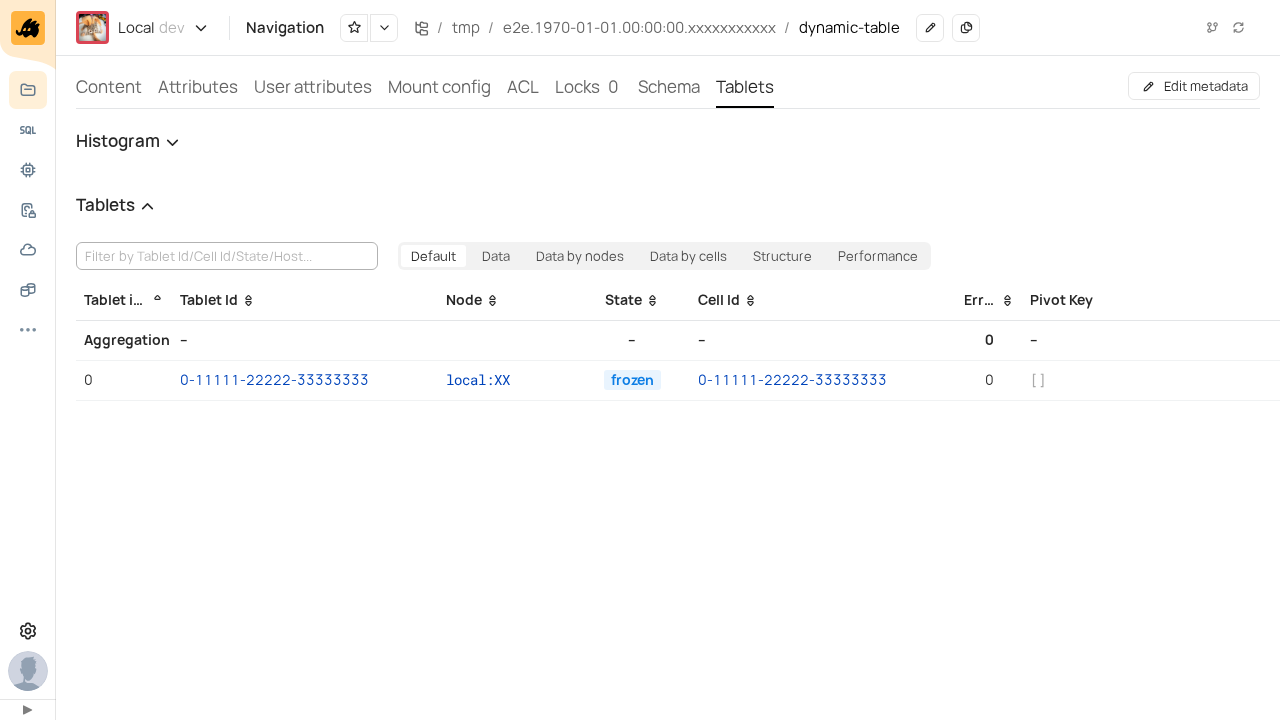 Local dev Navigation / tmp / e2e.1970-01-01.00:00:00.xxxxxxxxxxx / dynamic-table
Content Attributes User attributes Mount config ACL Locks 0 Schema Tablets Edit metadata
SQL
Histogram
Tablets
Filter by Tablet Id/Cell Id/State/Host... Default Data Data by nodes Data by cells Structure Performance
Tablet i... Tablet Id Node State Cell Id Err... Pivot Key
Aggregation – – – 0 –
0 0-11111-22222-33333333 local:XX frozen 0-11111-22222-33333333 0 []